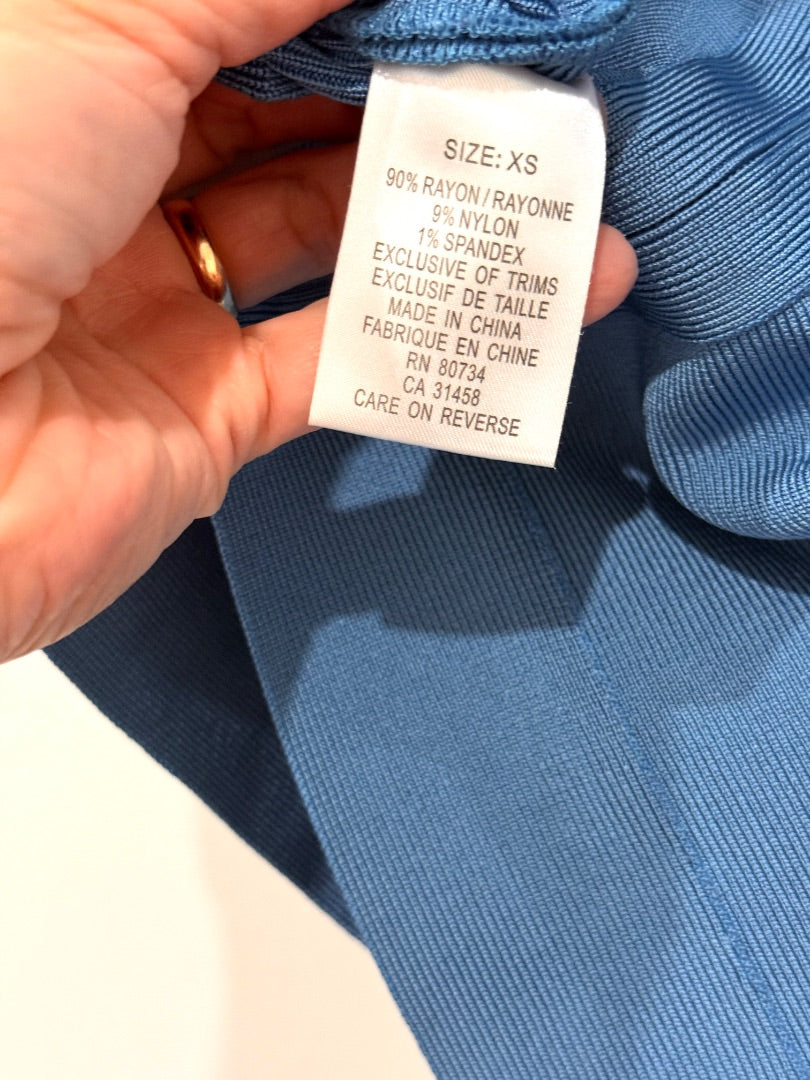 SIZE: XS
90% RAYON / RAYONNE
9% NYLON
1% SPANDEX
EXCLUSIVE OF TRIMS
EXCLUSIF DE TAILLE
MADE IN CHINA
FABRIQUE EN CHINE
RN 80734
CA 31458
CARE ON REVERSE